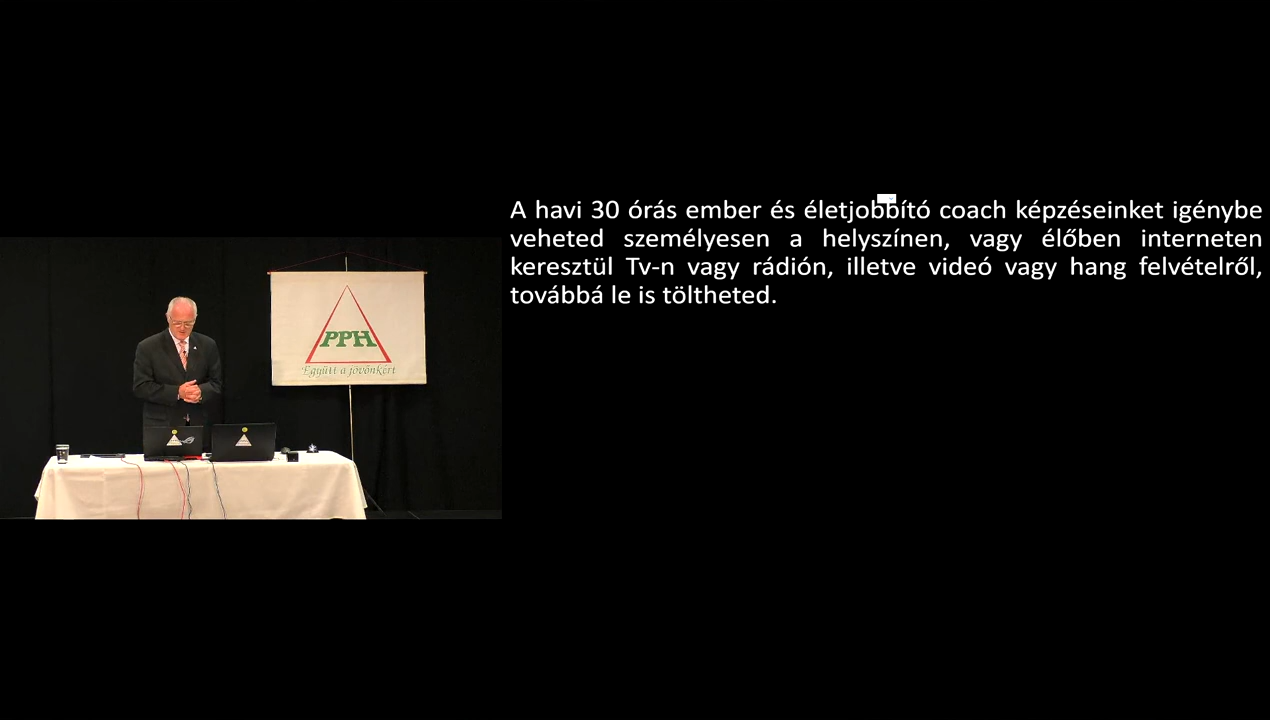 A havi 30 órás ember és életjobbító coach képzéseinket igénybe
veheted személyesen a helyszínen, vagy élőben interneten
keresztül Tv-n vagy rádión, illetve videó vagy hang felvételről,
továbbá le is töltheted.
PPH
Együtt a jövőnkért